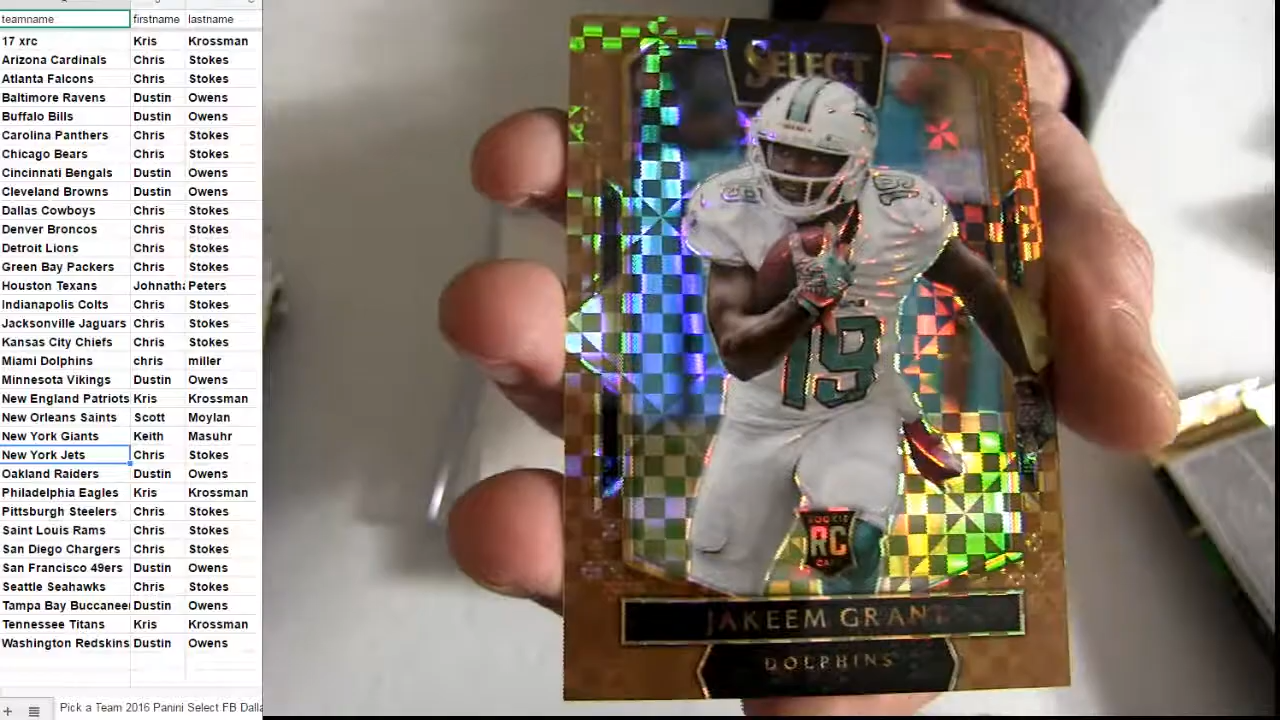 teamname firstname lastname
17 xrc Kris Krossman
Arizona Cardinals Chris Stokes
Atlanta Falcons Chris Stokes
Baltimore Ravens Dustin Owens
Buffalo Bills Dustin Owens
Carolina Panthers Chris Stokes
Chicago Bears Chris Stokes
Cincinnati Bengals Dustin Owens
Cleveland Browns Dustin Owens
Dallas Cowboys Chris Stokes
Denver Broncos Chris Stokes
Detroit Lions Chris Stokes
Green Bay Packers Chris Stokes
Houston Texans Johnatha Peters
Indianapolis Colts Chris Stokes
Jacksonville Jaguars Chris Stokes
Kansas City Chiefs Chris Stokes
Miami Dolphins chris miller
Minnesota Vikings Dustin Owens
New England Patriots Kris Krossman
New Orleans Saints Scott Moylan
New York Giants Keith Masuhr
New York Jets Chris Stokes
Oakland Raiders Dustin Owens
Philadelphia Eagles Kris Krossman
Pittsburgh Steelers Chris Stokes
Saint Louis Rams Chris Stokes
San Diego Chargers Chris Stokes
San Francisco 49ers Dustin Owens
Seattle Seahawks Chris Stokes
Tampa Bay Buccaneer Dustin Owens
Tennessee Titans Kris Krossman
Washington Redskins Dustin Owens
Pick a Team 2016 Panini Select FB Dalla
SELECT
19
19
ROOKIE
RC
CARD
JAKEEM GRANT
DOLPHINS